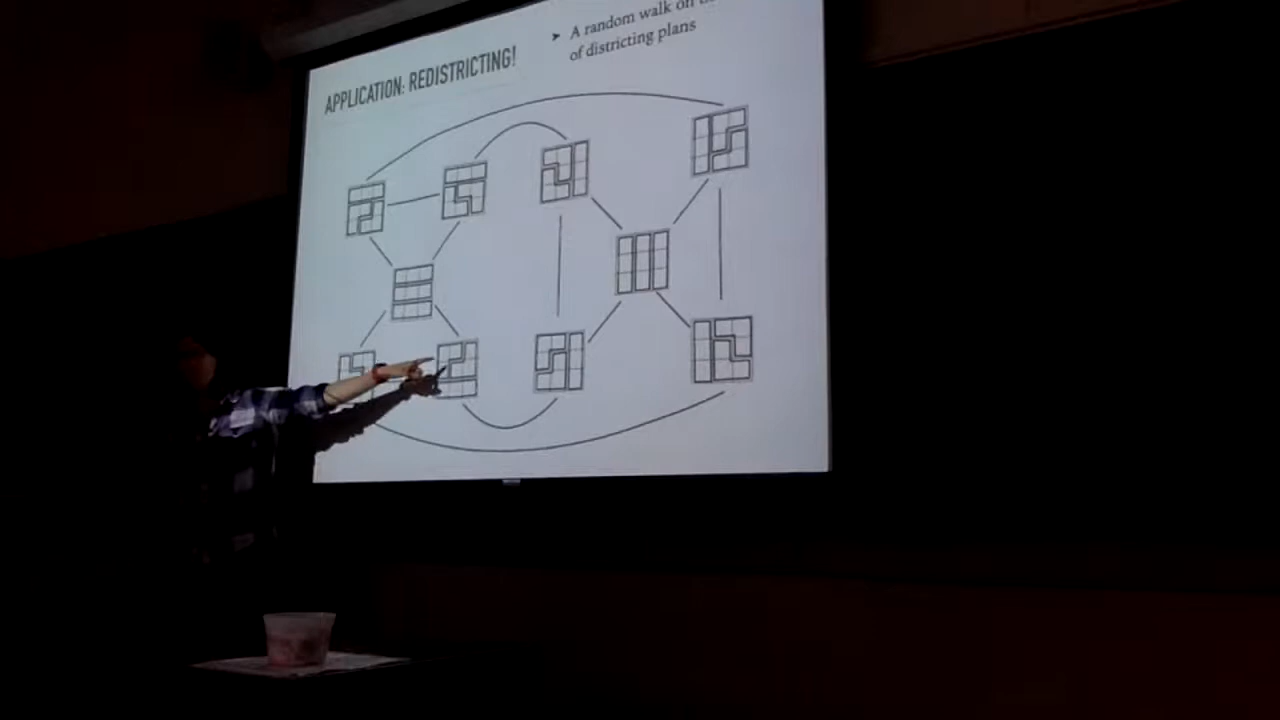 APPLICATION: REDISTRICTING!
➤ A random walk on
of districting plans